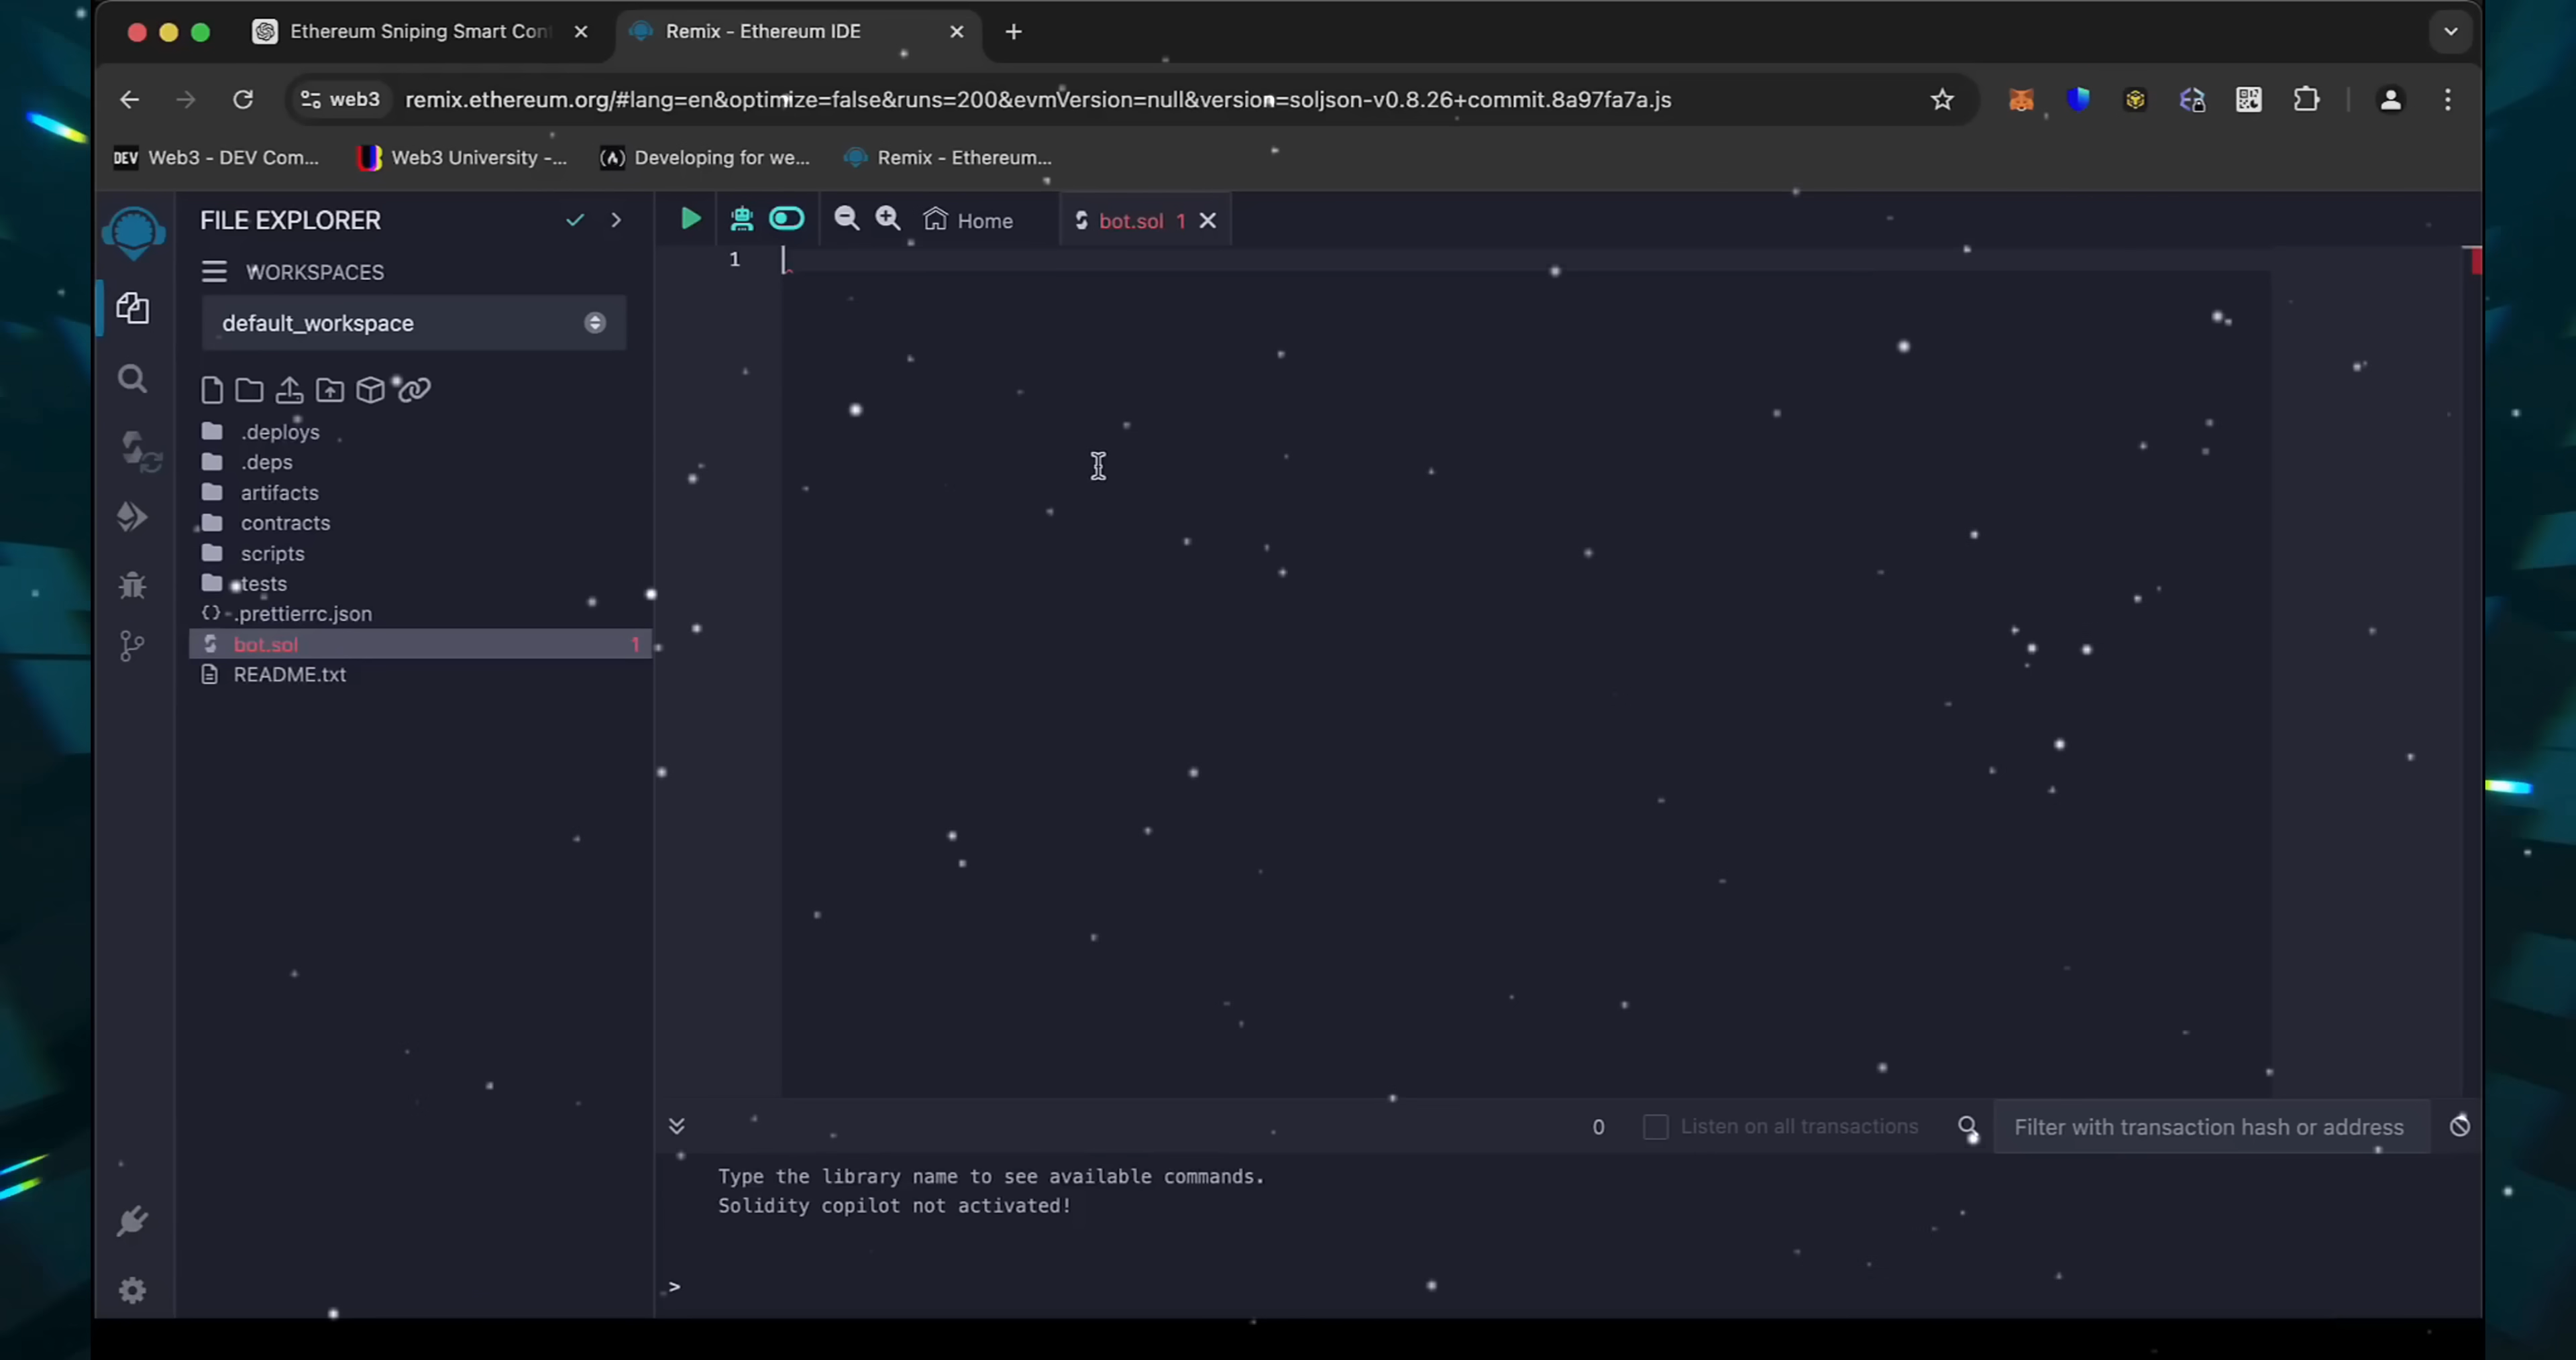 Ethereum Sniping Smart Con
Remix - Ethereum IDE
web3
remix.ethereum.org/#lang=en&optimize=false&runs=200&evmVersion=null&version=soljson-v0.8.26+commit.8a97fa7a.js
DEV Web3 - DEV Com...
Web3 University -...
Developing for we...
Remix - Ethereum...
FILE EXPLORER
Home
bot.sol 1
WORKSPACES
1
default_workspace
.deploys
.deps
artifacts
contracts
scripts
tests
.prettierrc.json
bot.sol 1
README.txt
0
Listen on all transactions
Filter with transaction hash or address
Type the library name to see available commands.
Solidity copilot not activated!
>